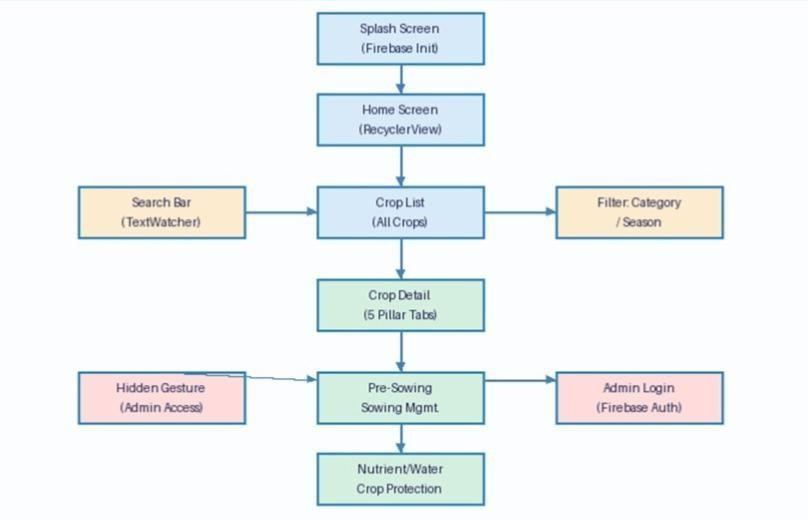 Splash Screen
(Firebase Init)
Home Screen
(RecyclerView)
Search Bar
(TextWatcher)
Crop List
(All Crops)
Filter: Category
/ Season
Crop Detail
(5 Pillar Tabs)
Hidden Gesture
(Admin Access)
Pre-Sowing
Sowing Mgmt.
Admin Login
(Firebase Auth)
Nutrient/Water
Crop Protection